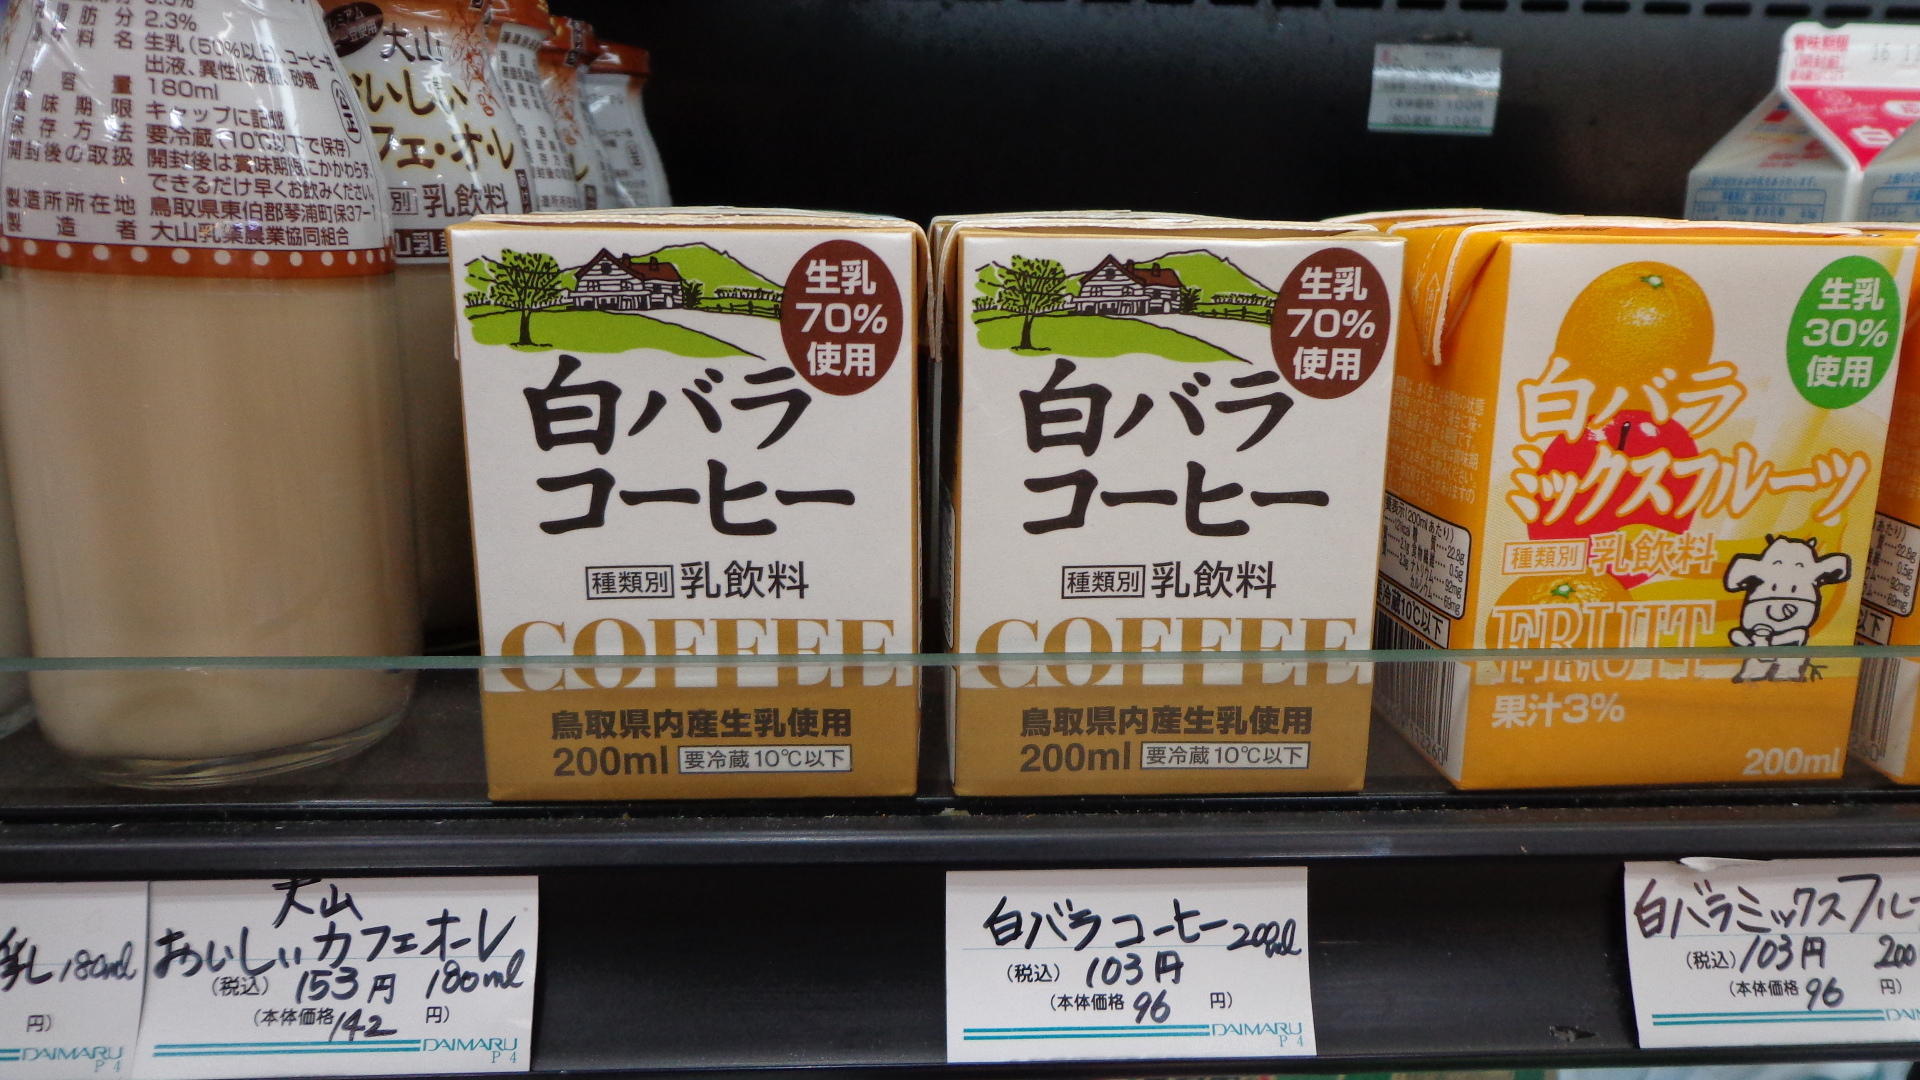 2.3%
生乳(50%以上)、コーヒー
出液、異性化液糖、砂糖
内容量 180ml
賞味期限 キャップに記載
保存方法 要冷蔵(10℃以下で保存)
開封後の取扱 開封後は賞味期限にかかわらず、
できるだけ早くお飲みください。
製造所所在地 鳥取県東伯郡琴浦町保37-1
製造者 大山乳業農業協同組合
公正
大山
おいしい
フェ・オ・レ
別 乳飲料
生乳
70%
使用
白バラ
コーヒー
種類別 乳飲料
COFFEE
鳥取県内産生乳使用
200ml 要冷蔵10℃以下
生乳
70%
使用
白バラ
コーヒー
種類別 乳飲料
COFFEE
鳥取県内産生乳使用
200ml 要冷蔵10℃以下
生乳
30%
使用
白バラ
ミックスフルーツ
種類別 乳飲料
FRUIT
果汁3%
200ml
乳 180ml
円)
DAIMARU
P 4
大山
おいしいカフェオーレ
(税込) 153円 180ml
(本体価格 142 円)
DAIMARU
P 4
白バラコーヒー 200ml
(税込) 103円
(本体価格 96 円)
DAIMARU
P 4
白バラミックスフルー
(税込) 103円 200
(本体価格 96 円)